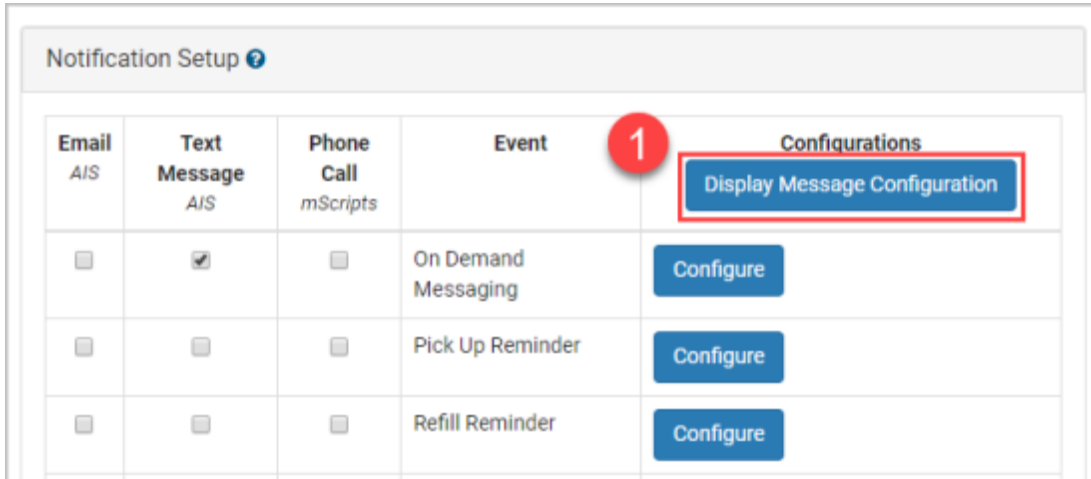 Notification Setup ?
Email
AIS
Text
Message
AIS
Phone
Call
mScripts
Event
1
Configurations
Display Message Configuration
On Demand
Messaging
Configure
Pick Up Reminder
Configure
Refill Reminder
Configure